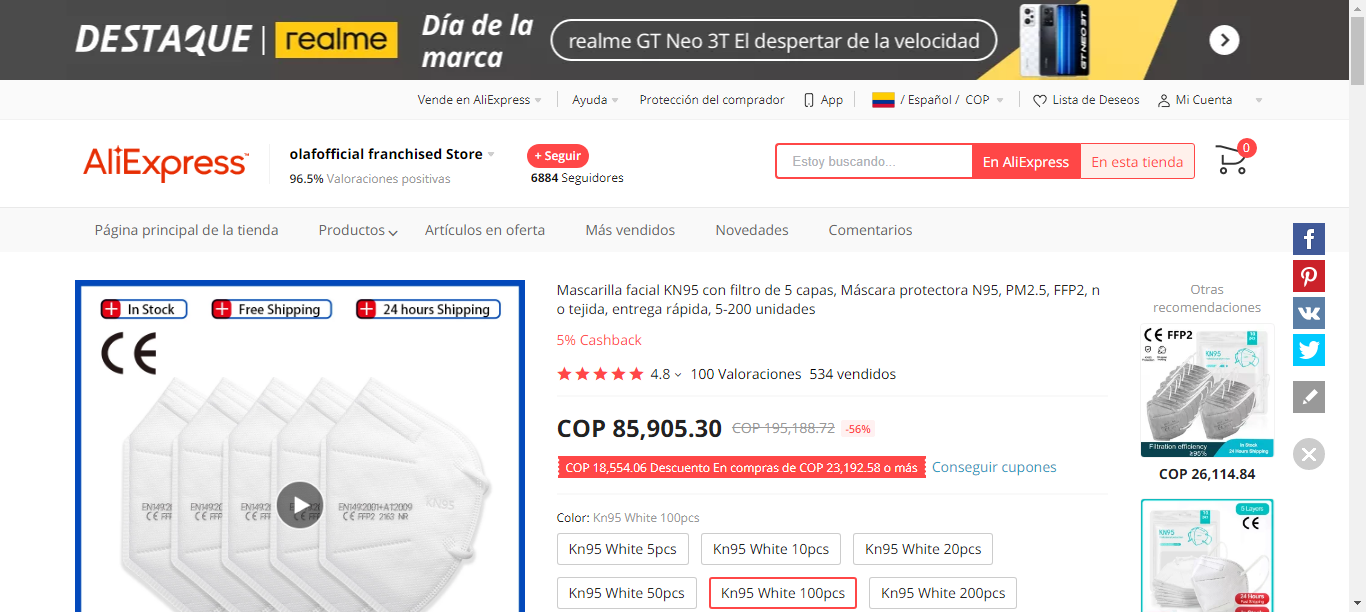 DESTAQUE
realme
Día de la
marca
realme GT Neo 3T El despertar de la velocidad
GT NEO 3T
Vende en AliExpress
Ayuda
Protección del comprador
App
/ Español / COP
Lista de Deseos
Mi Cuenta
AliExpress
olafofficial franchised Store
96.5% Valoraciones positivas
+ Seguir
6884 Seguidores
Estoy buscando...
En AliExpress
En esta tienda
0
Página principal de la tienda
Productos
Artículos en oferta
Más vendidos
Novedades
Comentarios
In Stock
Free Shipping
24 hours Shipping
CE
KN95
EN149:2001+A1:2009
CE FFP2 2163 NR
Mascarilla facial KN95 con filtro de 5 capas, Máscara protectora N95, PM2.5, FFP2, n
o tejida, entrega rápida, 5-200 unidades
5% Cashback
4.8
100 Valoraciones
534 vendidos
COP 85,905.30
COP 195,188.72
-56%
COP 18,554.06 Descuento En compras de COP 23,192.58 o más
Conseguir cupones
Color: Kn95 White 100pcs
Kn95 White 5pcs
Kn95 White 10pcs
Kn95 White 20pcs
Kn95 White 50pcs
Kn95 White 100pcs
Kn95 White 200pcs
Otras
recomendaciones
CE FFP2
KN95
Filtration efficiency
≥95%
In Stock
24 Hours Shipping
COP 26,114.84
5 Layers
CE
KN95
24 Hours